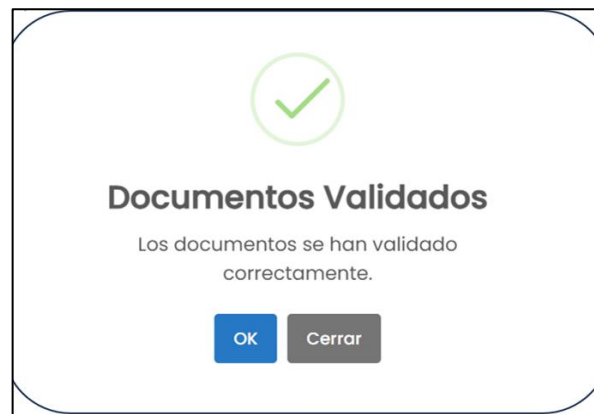 Documentos Validados
Los documentos se han validado
correctamente.
OK
Cerrar